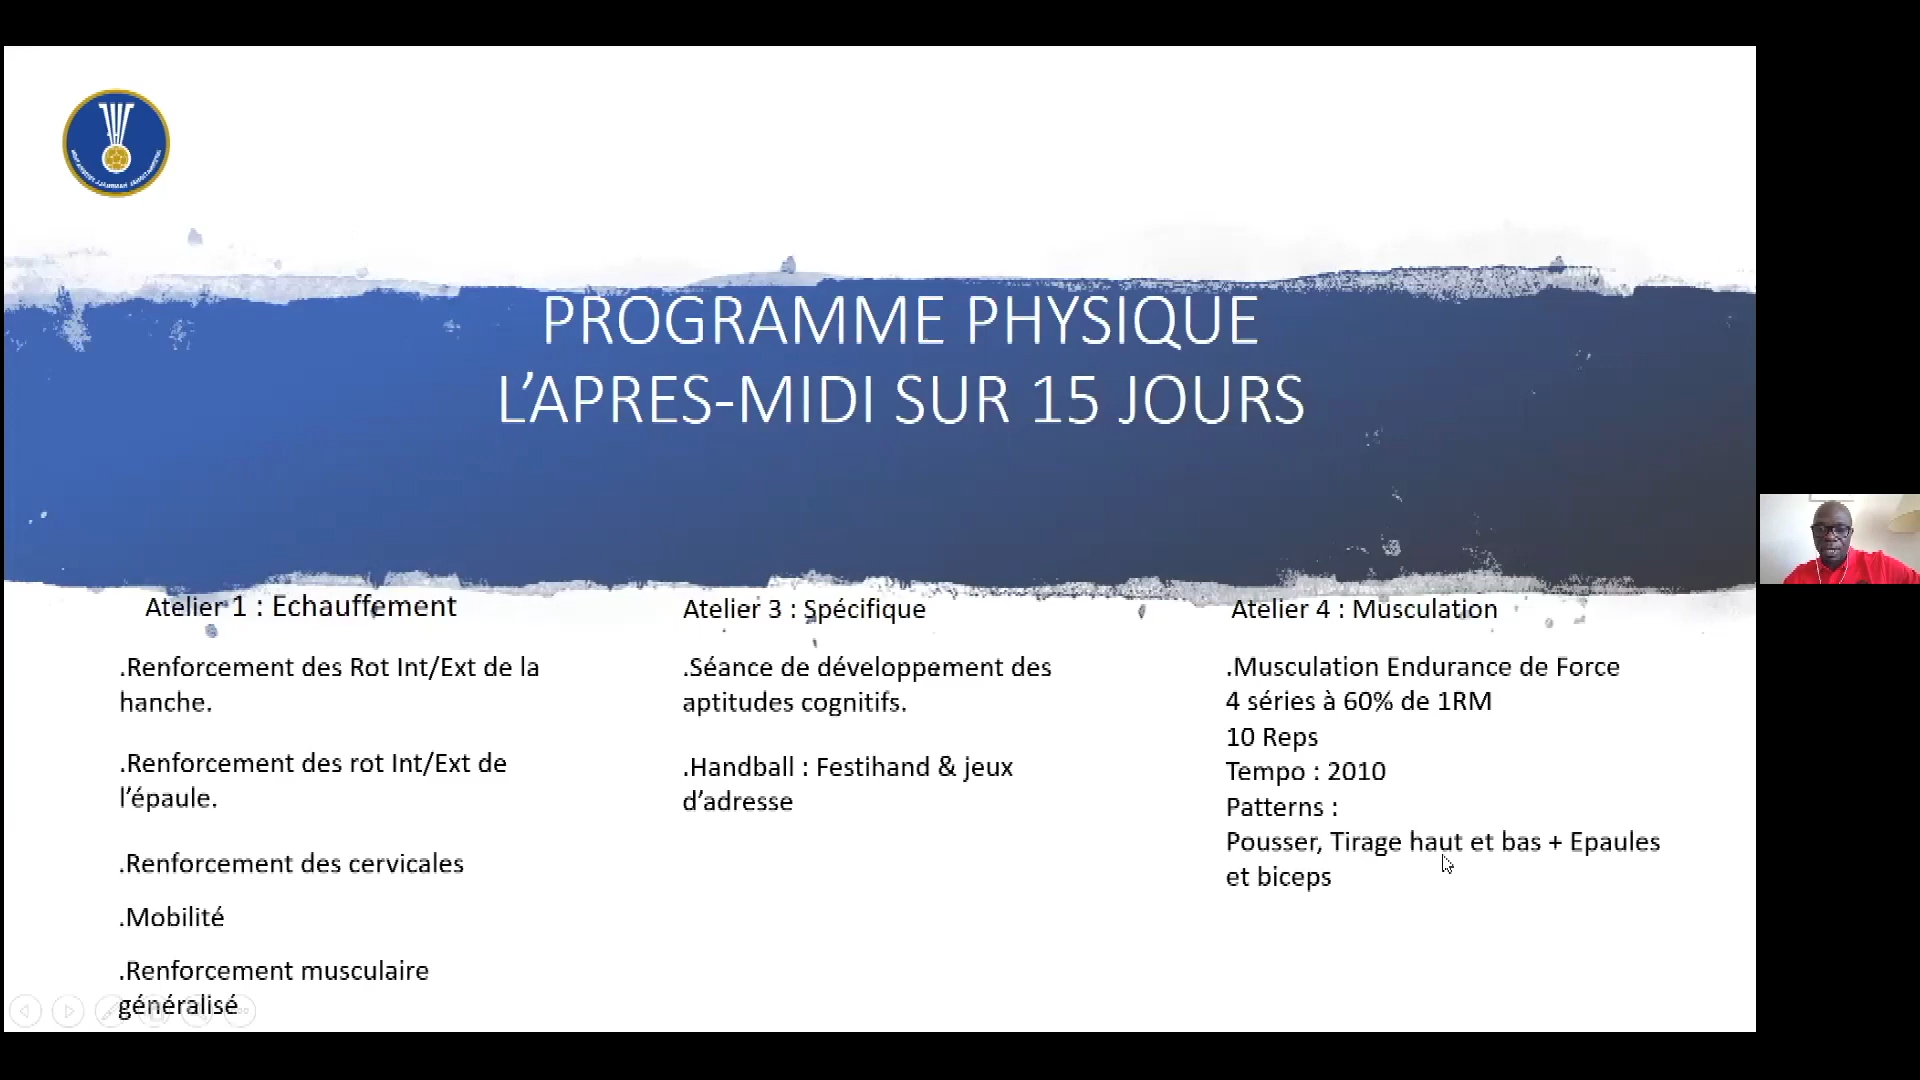 PROGRAMME PHYSIQUE
L'APRES-MIDI SUR 15 JOURS
Atelier 1 : Echauffement
.Renforcement des Rot Int/Ext de la
hanche.
.Renforcement des rot Int/Ext de
l'épaule.
.Renforcement des cervicales
.Mobilité
.Renforcement musculaire
généralisé
Atelier 3 : Spécifique
.Séance de développement des
aptitudes cognitifs.
.Handball : Festihand & jeux
d'adresse
Atelier 4 : Musculation
.Musculation Endurance de Force
4 séries à 60% de 1RM
10 Reps
Tempo : 2010
Patterns :
Pousser, Tirage haut et bas + Epaules
et biceps